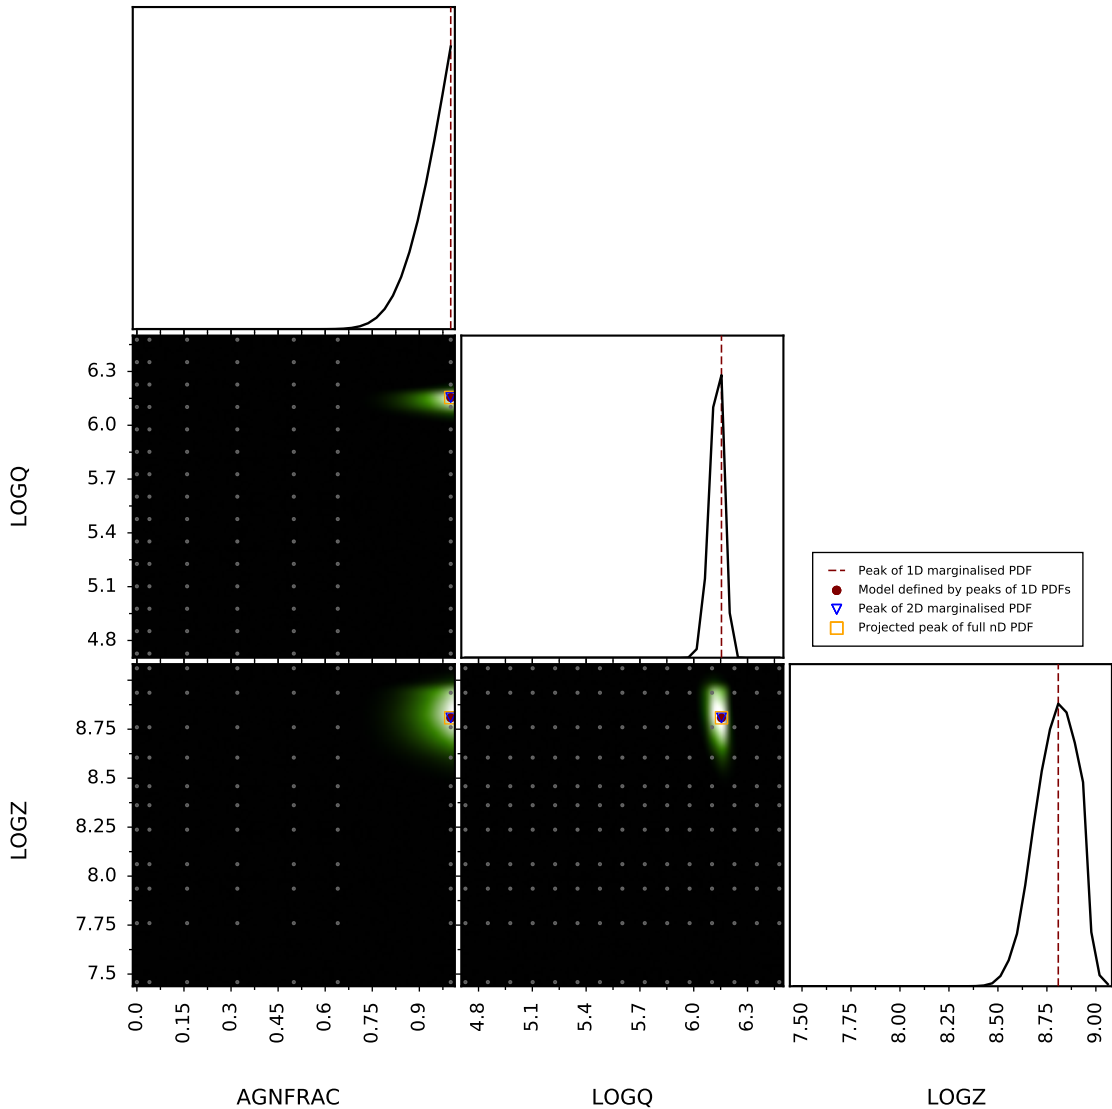 LOGQ
6.3
6.0
5.7
5.4
5.1
4.8
Peak of 1D marginalised PDF
Model defined by peaks of 1D PDFs
Peak of 2D marginalised PDF
Projected peak of full nD PDF
LOGZ
8.75
8.5
8.25
8.0
7.75
7.5
0.0 0.15 0.3 0.45 0.6 0.75 0.9
4.8 5.1 5.4 5.7 6.0 6.3
7.50 7.75 8.00 8.25 8.50 8.75 9.00
AGNFRAC LOGQ LOGZ